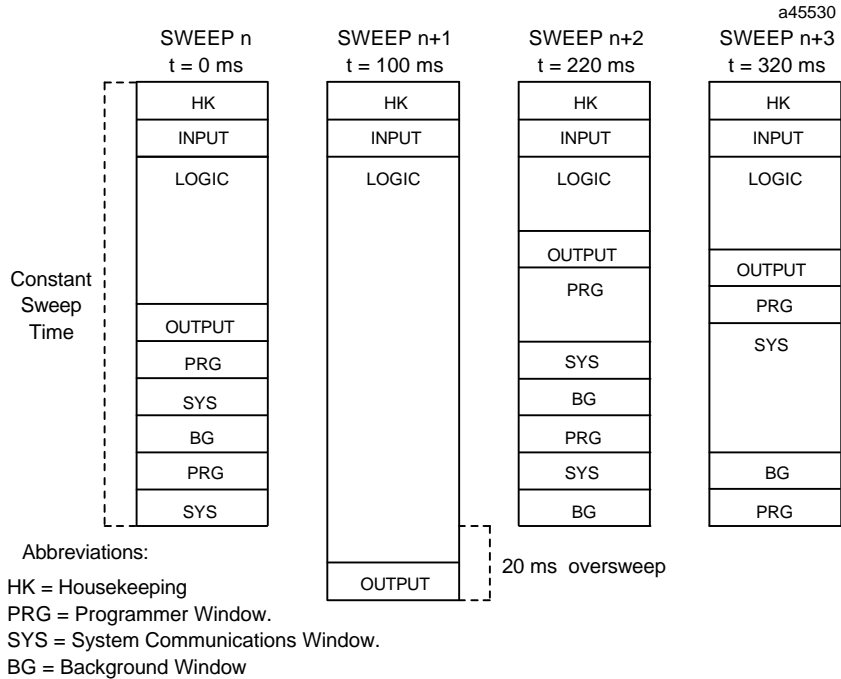 a45530
SWEEP n SWEEP n+1 SWEEP n+2 SWEEP n+3
t = 0 ms t = 100 ms t = 220 ms t = 320 ms
HK HK HK HK
INPUT INPUT INPUT INPUT
LOGIC LOGIC LOGIC LOGIC
OUTPUT
OUTPUT
Constant
Sweep
Time
PRG
PRG
OUTPUT
SYS
PRG SYS
SYS BG
BG PRG
PRG SYS BG
SYS BG PRG
Abbreviations:
20 ms oversweep
OUTPUT
HK = Housekeeping
PRG = Programmer Window.
SYS = System Communications Window.
BG = Background Window